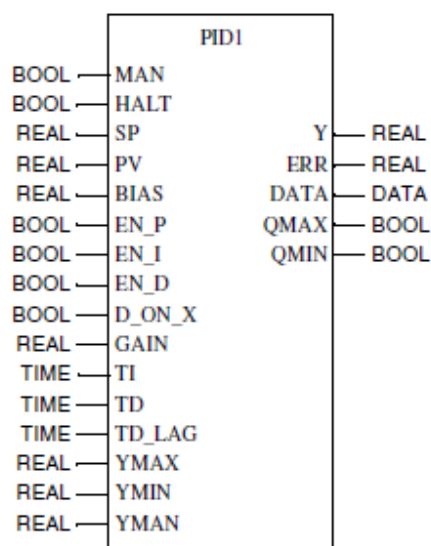 PID1
BOOL MAN
BOOL HALT
REAL SP Y REAL
REAL PV ERR REAL
REAL BIAS DATA DATA
BOOL EN_P QMAX BOOL
BOOL EN_I QMIN BOOL
BOOL EN_D
BOOL D_ON_X
REAL GAIN
TIME TI
TIME TD
TIME TD_LAG
REAL YMAX
REAL YMIN
REAL YMAN